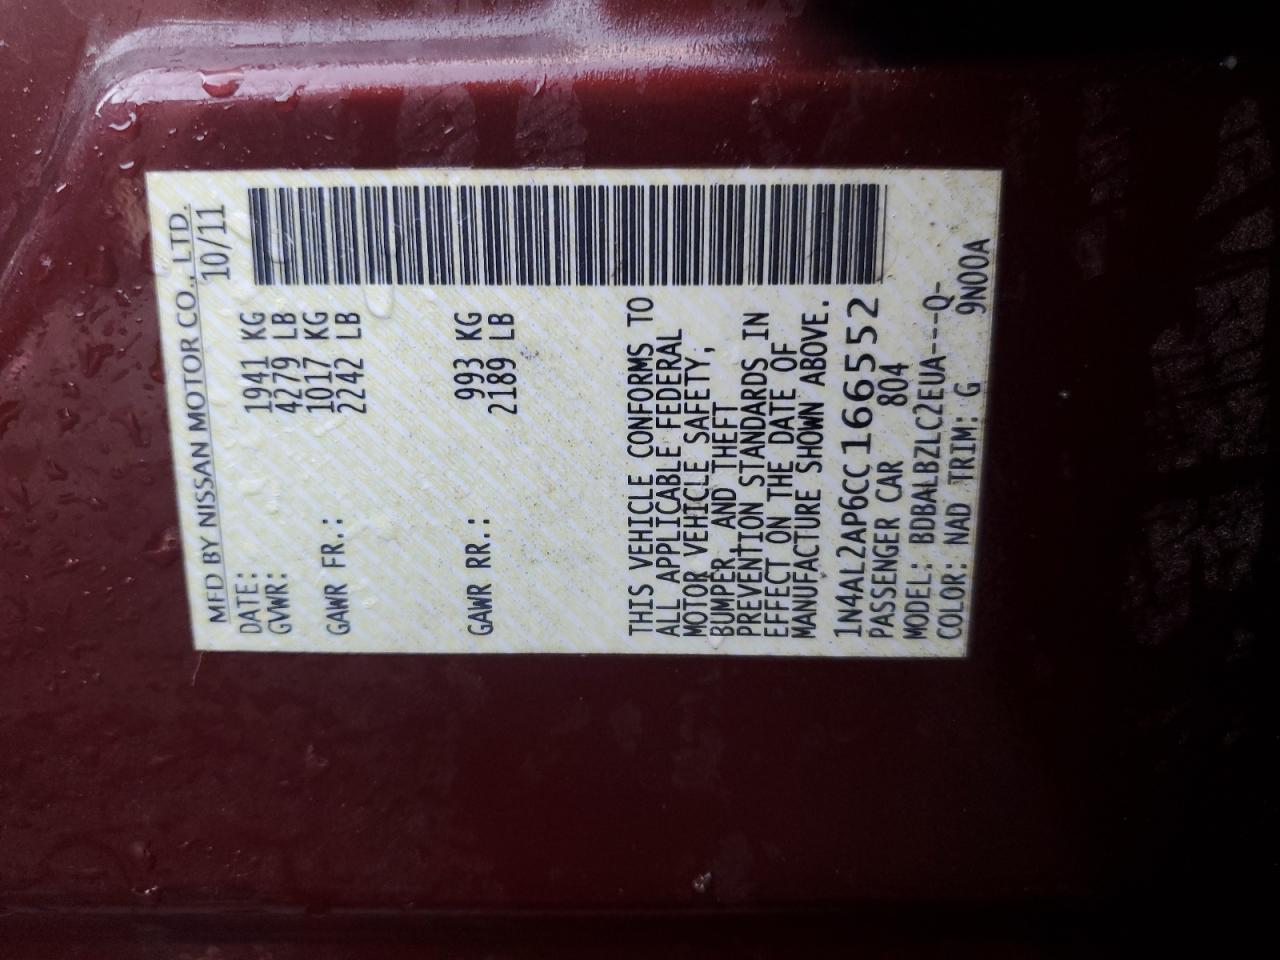 MFD BY NISSAN MOTOR CO., LTD.
DATE: 10/11
GVWR: 1941 KG
4279 LB
GAWR FR.: 1017 KG
2242 LB
GAWR RR.: 993 KG
2189 LB
THIS VEHICLE CONFORMS TO
ALL APPLICABLE FEDERAL
MOTOR VEHICLE SAFETY,
BUMPER, AND THEFT
PREVENTION STANDARDS IN
EFFECT ON THE DATE OF
MANUFACTURE SHOWN ABOVE.
1N4AL2AP6CC166552
PASSENGER CAR 804
MODEL: BDBALBZLC2EUA---Q-
COLOR: NAD TRIM: G 9N00A